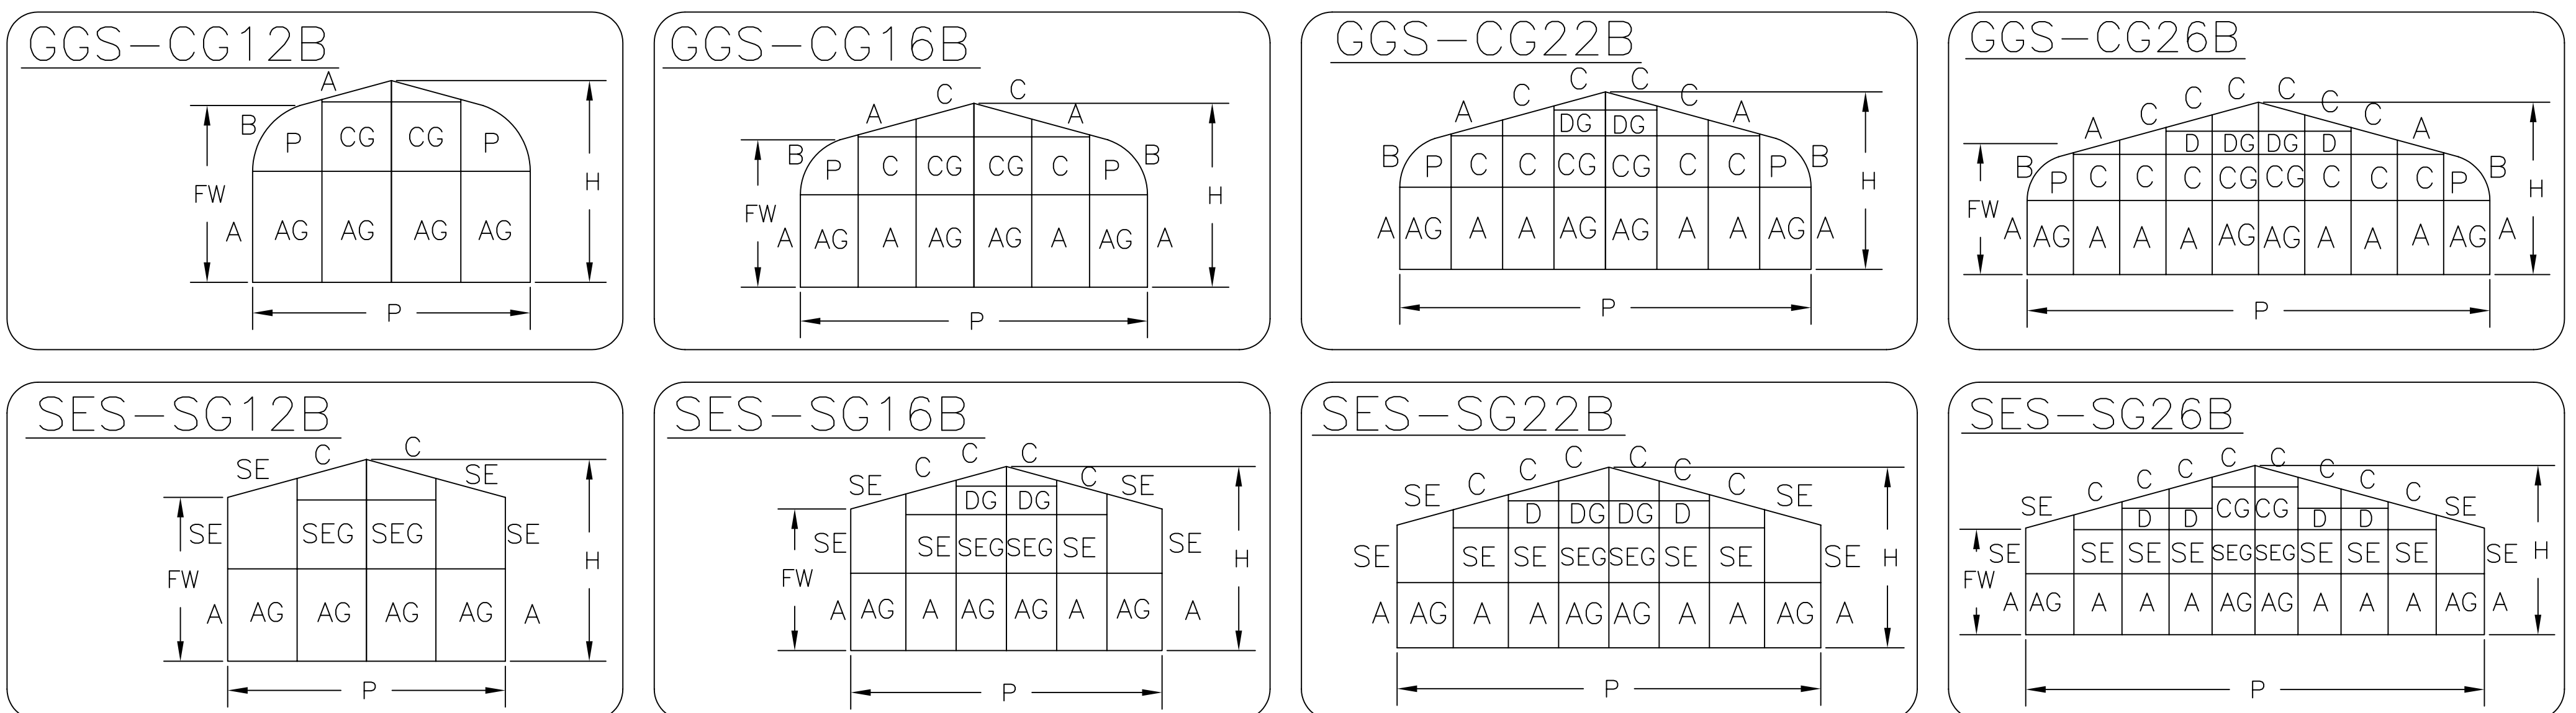 GGS-CG12B
A
B P CG CG P
FW H
A AG AG AG AG
P
GGS-CG16B
C C
A A
B P C CG CG C P B
FW H
A AG A AG AG A AG A
P
GGS-CG22B
C C
A C C A
DG DG
B P C C CG CG C C P B
H
A AG A A AG AG A A AG A
P
GGS-CG26B
C C
C C
A C C A
D DG DG D
B P C C C CG CG C C C P B
FW H
A AG A A A AG AG A A A AG A
P
SES-SG12B
C C
SE SE
SE SEG SEG SE
FW H
A AG AG AG AG A
P
SES-SG16B
C C
SE C C SE
DG DG
SE SE SEG SEG SE SE
FW H
A AG A AG AG A AG A
P
SES-SG22B
C C
C C
SE C C SE
D DG DG D
SE SE SE SEG SEG SE SE SE
H
A AG A A AG AG A A AG A
P
SES-SG26B
C C
C C
C C
SE C C SE
CG CG
D D D D
SE SE SE SE SEG SEG SE SE SE SE
FW H
A AG A A A AG AG A A A AG A
P